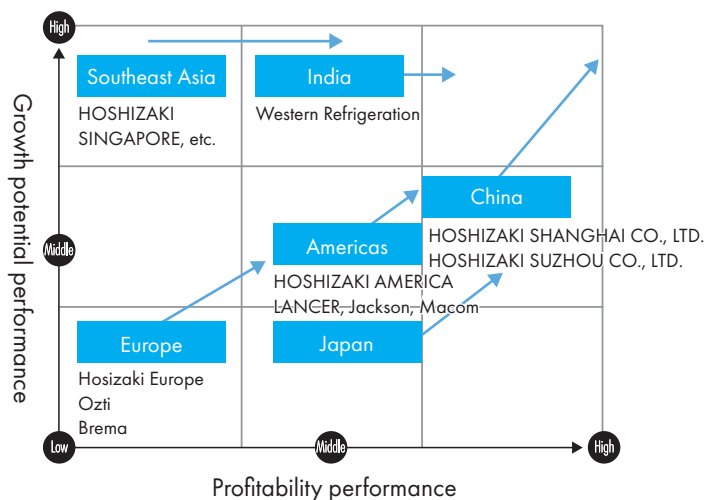 High
Southeast Asia
HOSHIZAKI
SINGAPORE, etc.
India
Western Refrigeration
Growth potential performance
Middle
China
HOSHIZAKI SHANGHAI CO., LTD.
HOSHIZAKI SUZHOU CO., LTD.
Americas
HOSHIZAKI AMERICA
LANCER, Jackson, Macom
Europe
Hosizaki Europe
Ozti
Brema
Japan
Low
Middle
High
Profitability performance